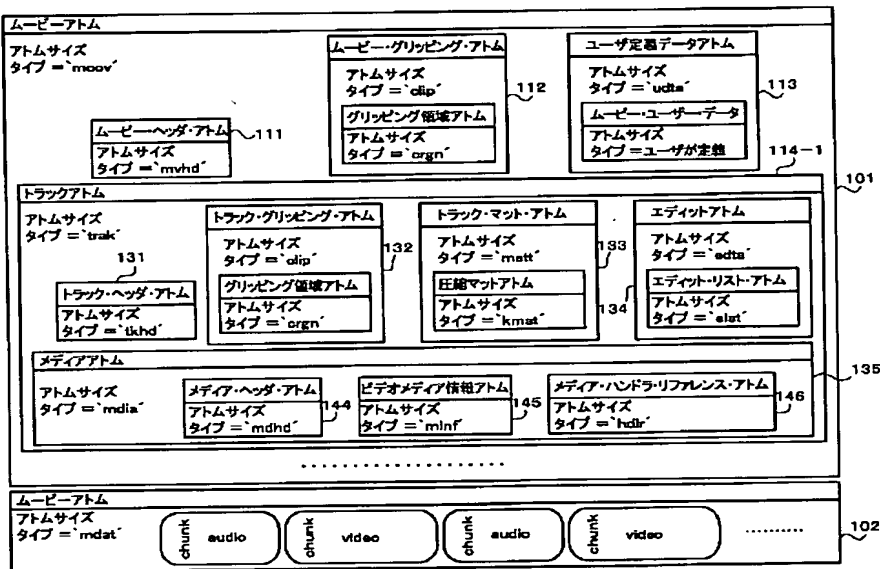 ムービーアトム
アトムサイズ
タイプ＝`moov'
ムービー・グリッピング・アトム
アトムサイズ
タイプ＝`clip'
グリッピング領域アトム
アトムサイズ
タイプ＝`crgn'
112
ユーザ定義データアトム
アトムサイズ
タイプ＝`udta'
ムービー・ユーザー・データ
アトムサイズ
タイプ＝ユーザが定義
113
ムービー・ヘッダ・アトム
アトムサイズ
タイプ＝`mvhd'
111
114-1
101
トラックアトム
アトムサイズ
タイプ＝`trak'
131
トラック・ヘッダ・アトム
アトムサイズ
タイプ＝`tkhd'
トラック・グリッピング・アトム
アトムサイズ
タイプ＝`clip'
グリッピング領域アトム
アトムサイズ
タイプ＝`crgn'
132
トラック・マット・アトム
アトムサイズ
タイプ＝`matt'
圧縮マットアトム
アトムサイズ
タイプ＝`kmat'
133
134
エディットアトム
アトムサイズ
タイプ＝`edts'
エディット・リスト・アトム
アトムサイズ
タイプ＝`elst'
メディアアトム
アトムサイズ
タイプ＝`mdia'
メディア・ヘッダ・アトム
アトムサイズ
タイプ＝`mdhd'
144
ビデオメディア情報アトム
アトムサイズ
タイプ＝`minf'
145
メディア・ハンドラ・リファレンス・アトム
アトムサイズ
タイプ＝`hdlr'
146
135
..................
ムービーアトム
アトムサイズ
タイプ＝`mdat'
chunk audio
chunk video
chunk audio
chunk video
..........
102